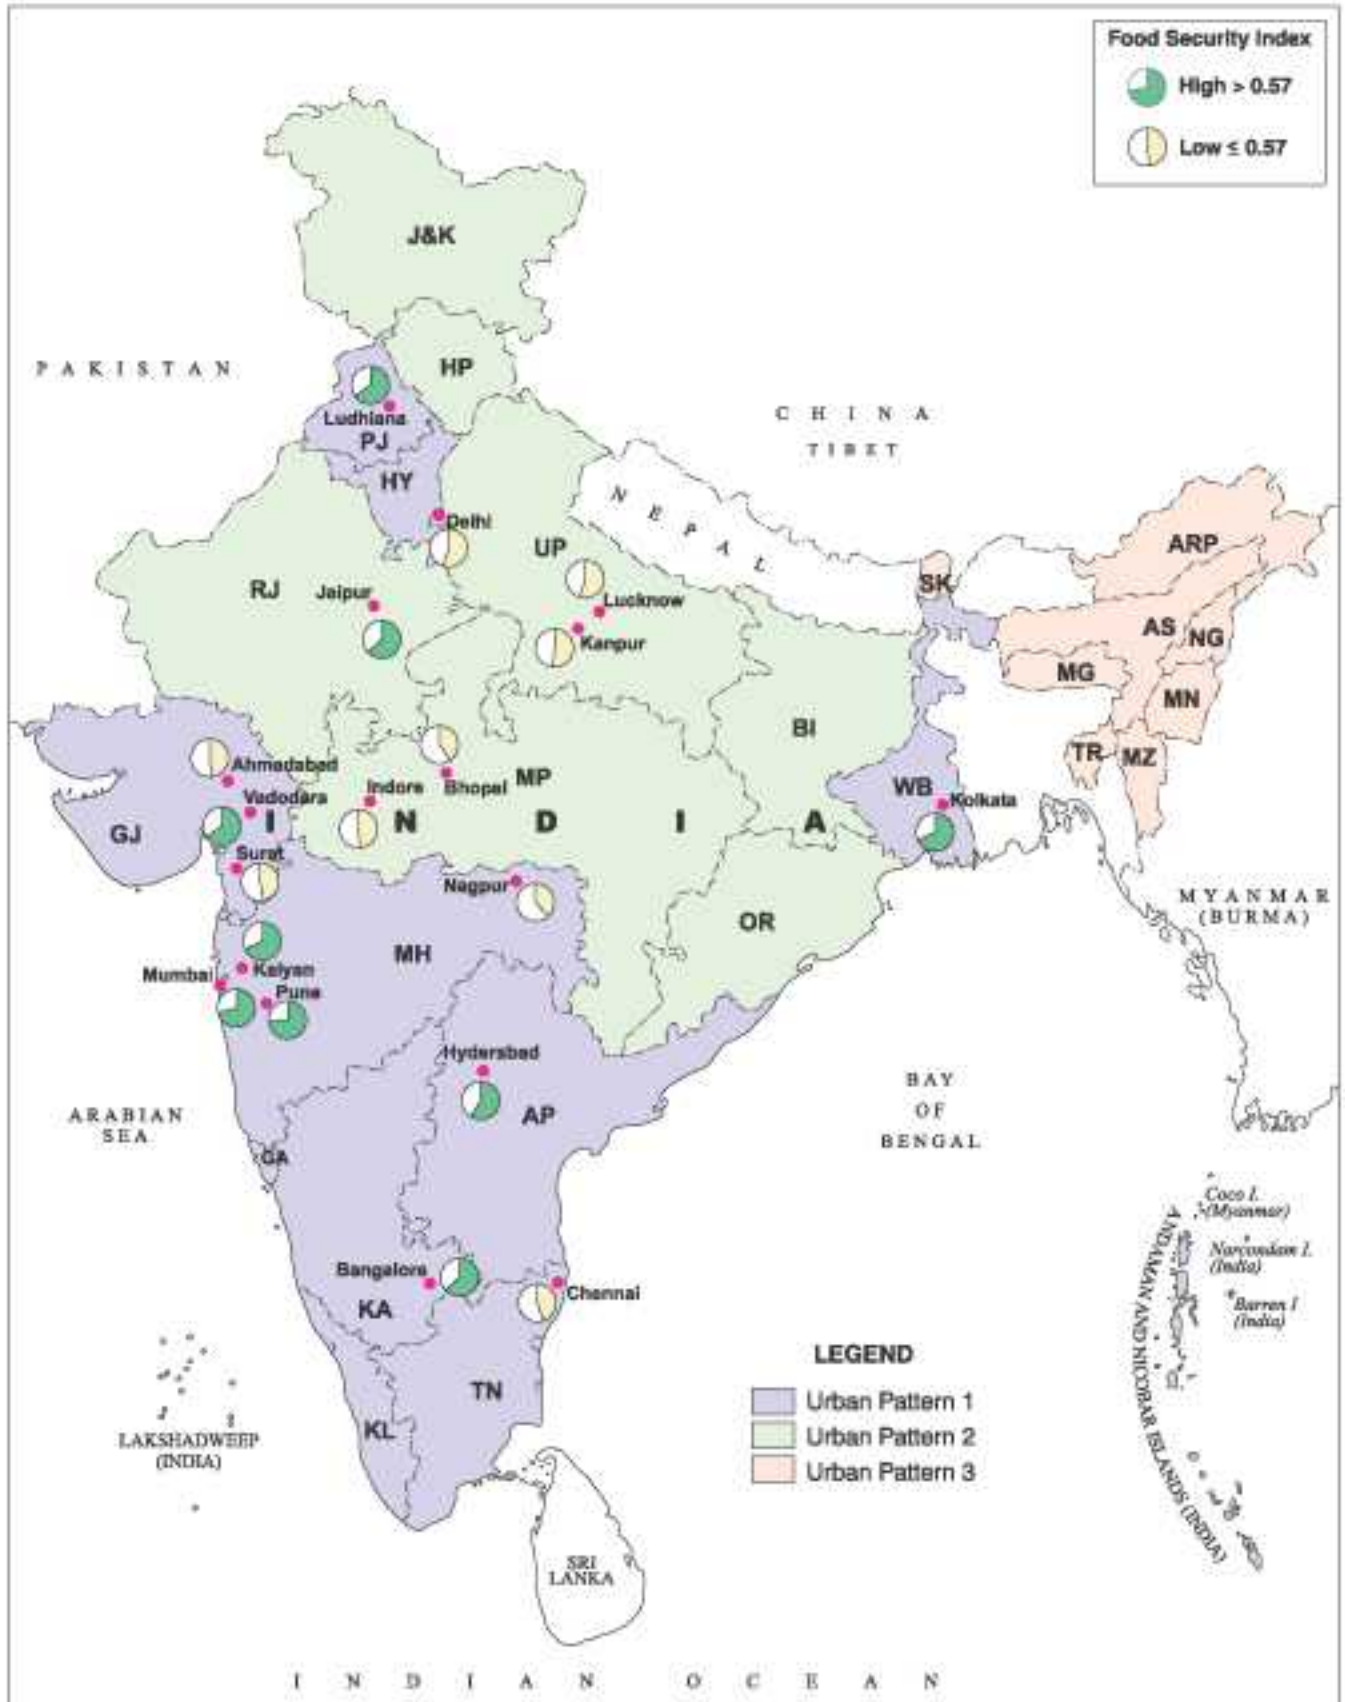 Food Security Index
High > 0.57
Low ≤ 0.57
J&K
HP
PAKISTAN
CHINA
TIBET
Ludhiana
PJ
HY
NEPAL
Delhi
UP
ARP
SK
RJ
Jaipur
Lucknow
AS
NG
Kanpur
MG
MN
BI
TR
MZ
Ahmadabad
Indore
Bhopal
MP
WB
Kolkata
Vadodara
GJ
INDIA
Surat
Nagpur
MYANMAR
(BURMA)
OR
MH
Mumbai
Kalyan
Pune
Hydersbad
BAY
OF
BENGAL
ARABIAN
SEA
AP
GA
Coco I.
(Myanmar)
Narcondam I.
(India)
Barren I
(India)
ANDAMAN AND NICOBAR ISLANDS (INDIA)
Bangalore
Chennai
KA
LEGEND
Urban Pattern 1
Urban Pattern 2
Urban Pattern 3
TN
KL
LAKSHADWEEP
(INDIA)
SRI
LANKA
INDIAN OCEAN